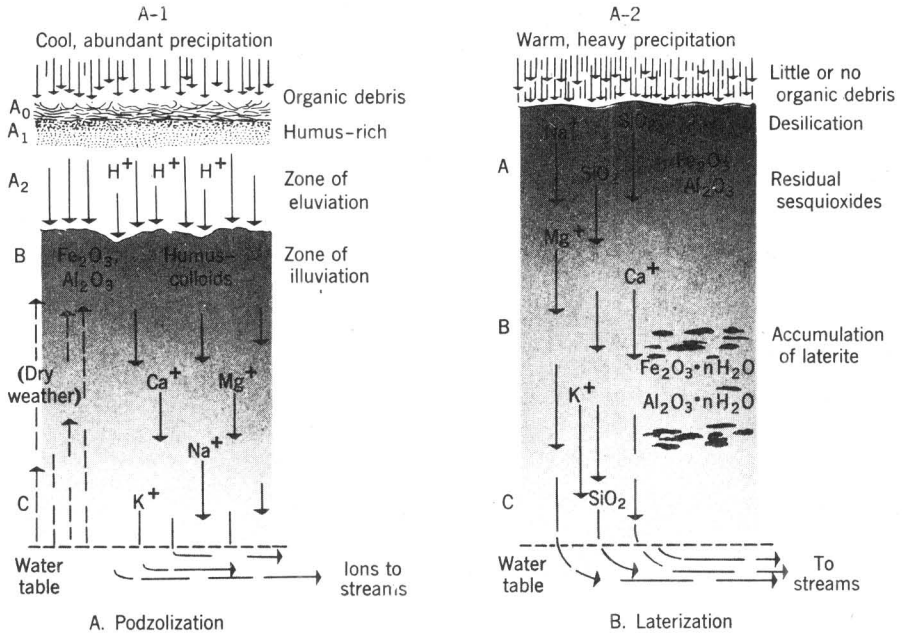 A-1
Cool, abundant precipitation
A₀
Organic debris
A₁
Humus-rich
H⁺ H⁺ H⁺
A₂
Zone of
eluviation
B
Fe₂O₃,
Al₂O₃
Humus-
colloids
Zone of
illuviation
(Dry
weather)
Ca⁺
Mg⁺
Na⁺
C
K⁺
Water
table
Ions to
streams
A. Podzolization
A-2
Warm, heavy precipitation
Little or no
organic debris
Na⁺
SiO₂
Desilication
A
SiO₂
Fe₂O₃
Al₂O₃
Residual
sesquioxides
Mg⁺
Ca⁺
B
Accumulation
of laterite
Fe₂O₃•nH₂O
K⁺
Al₂O₃•nH₂O
C
SiO₂
Water
table
To
streams
B. Laterization